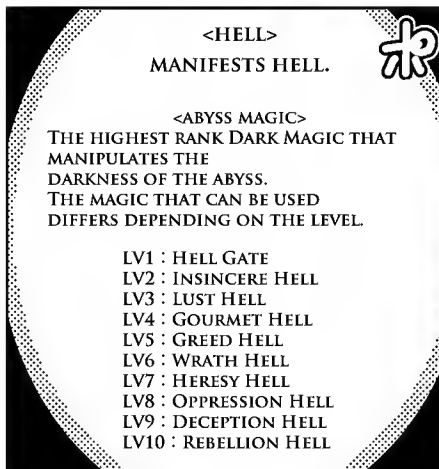 <HELL>
MANIFESTS HELL.
<ABYSS MAGIC>
THE HIGHEST RANK DARK MAGIC THAT
MANIPULATES THE
DARKNESS OF THE ABYSS.
THE MAGIC THAT CAN BE USED
DIFFERS DEPENDING ON THE LEVEL.
LV1 : HELL GATE
LV2 : INSINCERE HELL
LV3 : LUST HELL
LV4 : GOURMET HELL
LV5 : GREED HELL
LV6 : WRATH HELL
LV7 : HERESY HELL
LV8 : OPPRESSION HELL
LV9 : DECEPTION HELL
LV10 : REBELLION HELL